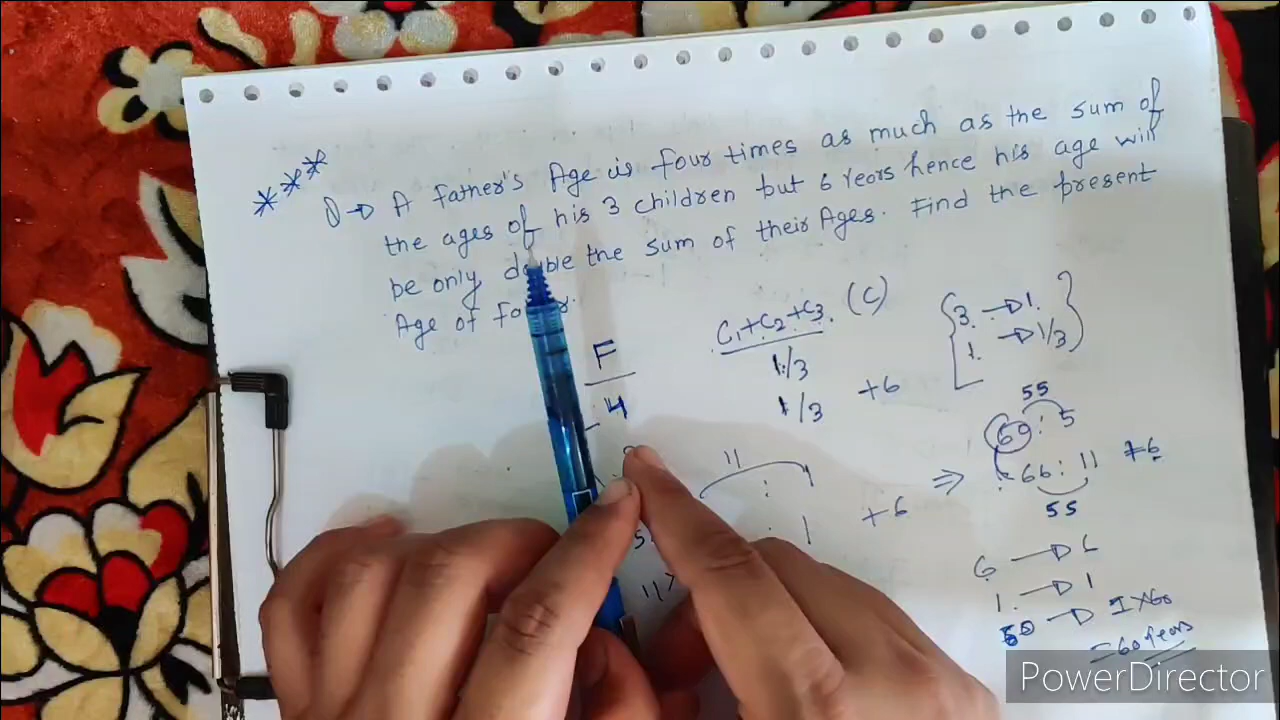 ***
Q→ A Father's Age is four times as much as the sum of
the ages of his 3 children but 6 Years hence his age will
be only double the sum of their Ages. Find the present
Age of
F
4
C1+C2+C3 (C)
1/3
1/3 +6
3 → 1
1 → 1/3
11
+6
⇒
55
60 : 5
66 : 11 +6
55
6 → 6
1 → 1
60 → 1×60
= 60 Years
PowerDirector